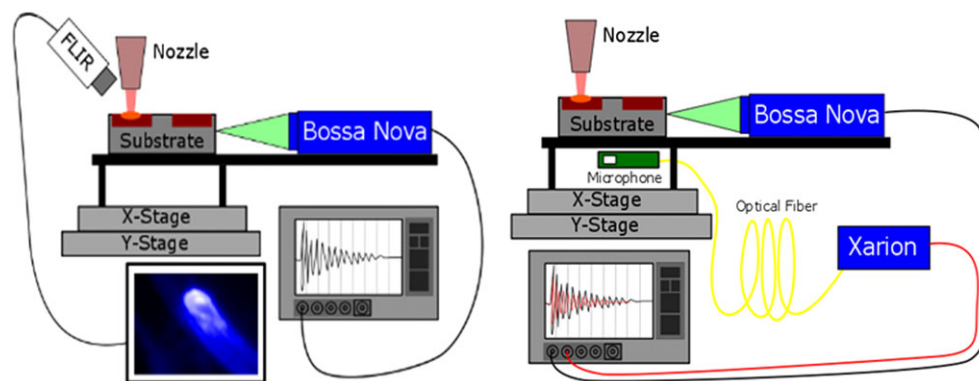 FLIR
Nozzle
Substrate
Bossa Nova
X-Stage
Y-Stage
Nozzle
Substrate
Bossa Nova
Microphone
Optical Fiber
X-Stage
Y-Stage
Xarion